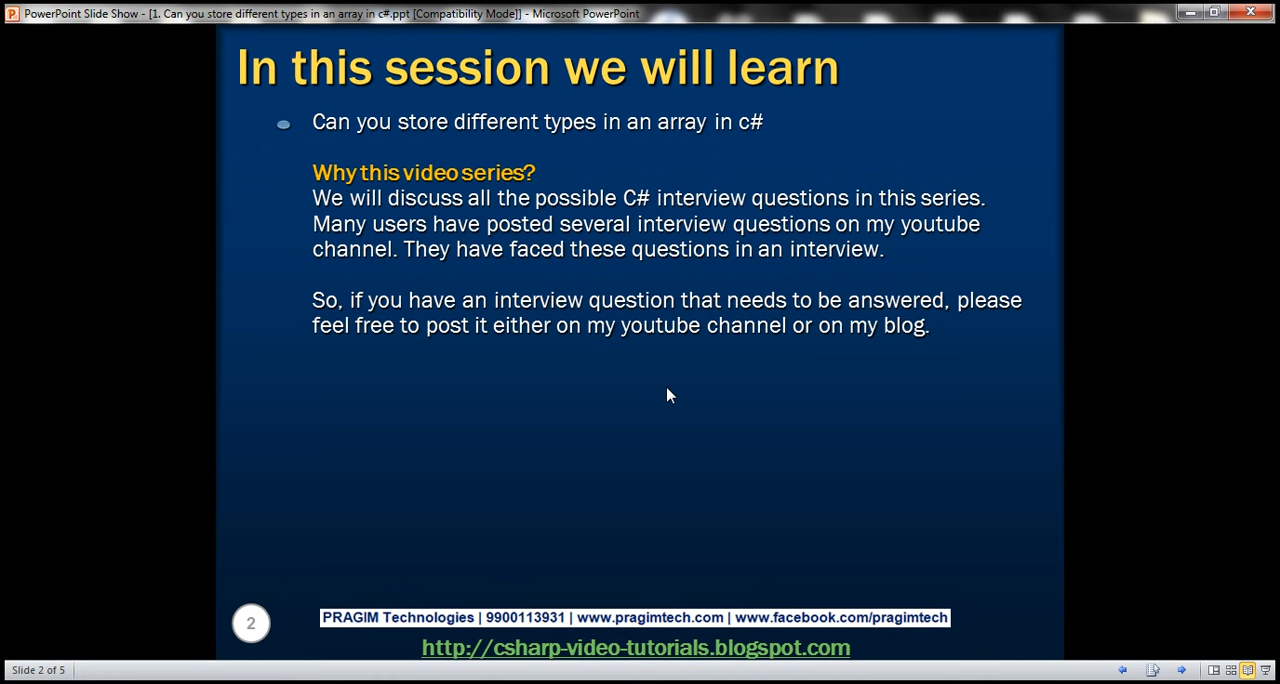 PowerPoint Slide Show - [1. Can you store different types in an array in c#.ppt [Compatibility Mode]] - Microsoft PowerPoint
In this session we will learn
Can you store different types in an array in c#
Why this video series?
We will discuss all the possible C# interview questions in this series.
Many users have posted several interview questions on my youtube
channel. They have faced these questions in an interview.
So, if you have an interview question that needs to be answered, please
feel free to post it either on my youtube channel or on my blog.
2
PRAGIM Technologies | 9900113931 | www.pragimtech.com | www.facebook.com/pragimtech
http://csharp-video-tutorials.blogspot.com
Slide 2 of 5